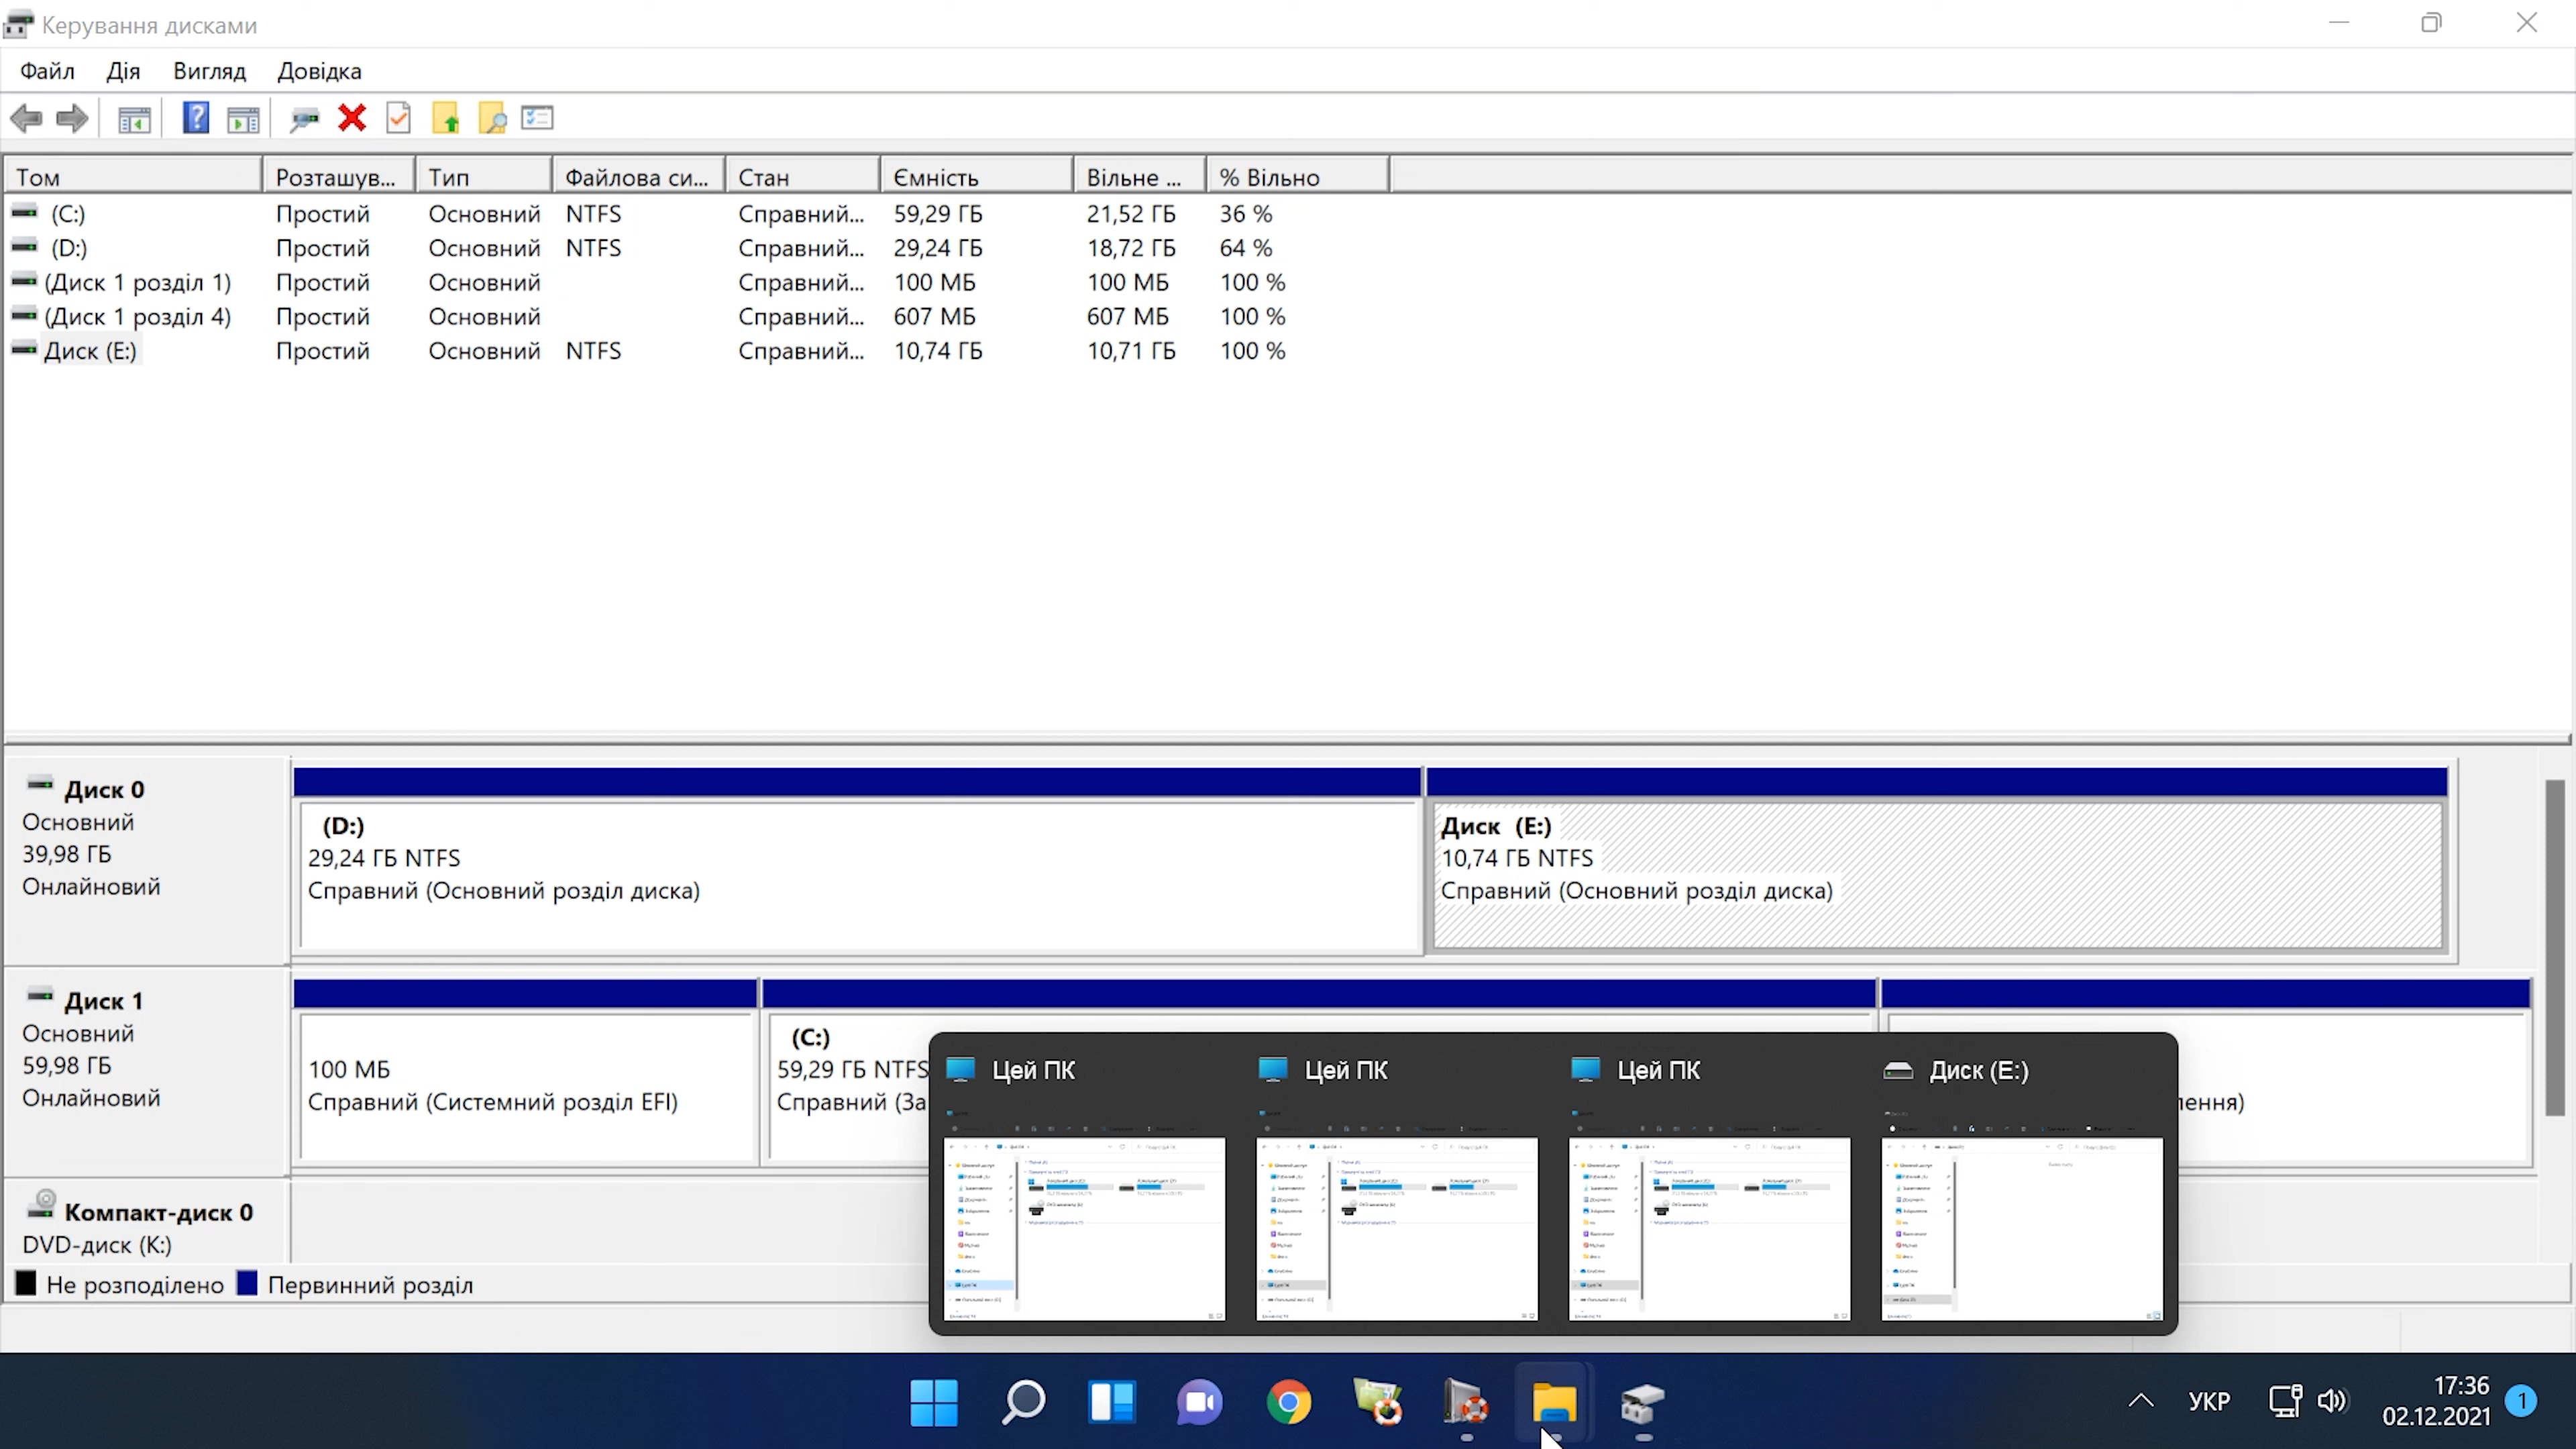 Керування дисками
Файл Дія Вигляд Довідка
Том Розташув... Тип Файлова си... Стан Ємність Вільне ... % Вільно
(C:) Простий Основний NTFS Справний... 59,29 ГБ 21,52 ГБ 36 %
(D:) Простий Основний NTFS Справний... 29,24 ГБ 18,72 ГБ 64 %
(Диск 1 розділ 1) Простий Основний Справний... 100 МБ 100 МБ 100 %
(Диск 1 розділ 4) Простий Основний Справний... 607 МБ 607 МБ 100 %
Диск (E:) Простий Основний NTFS Справний... 10,74 ГБ 10,71 ГБ 100 %
Диск 0
Основний
39,98 ГБ
Онлайновий
(D:)
29,24 ГБ NTFS
Справний (Основний розділ диска)
Диск (E:)
10,74 ГБ NTFS
Справний (Основний розділ диска)
Диск 1
Основний
59,98 ГБ
Онлайновий
100 МБ
Справний (Системний розділ EFI)
(C:)
59,29 ГБ NTFS
Справний (За
лення)
Цей ПК Цей ПК Цей ПК Диск (E:)
Компакт-диск 0
DVD-диск (K:)
Не розподілено Первинний розділ
УКР
17:36
02.12.2021
1